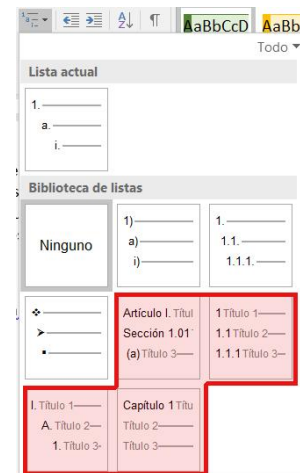 AaBbCcD AaBb
Todo
Lista actual
1.
a.
i.
Biblioteca de listas
Ninguno
1)
a)
i)
1.
1.1.
1.1.1.
Artículo I. Títul
Sección 1.01
(a) Título 3
1 Título 1
1.1 Título 2
1.1.1 Título 3
I. Título 1
A. Título 2
1. Título 3
Capítulo 1 Títu
Título 2
Título 3